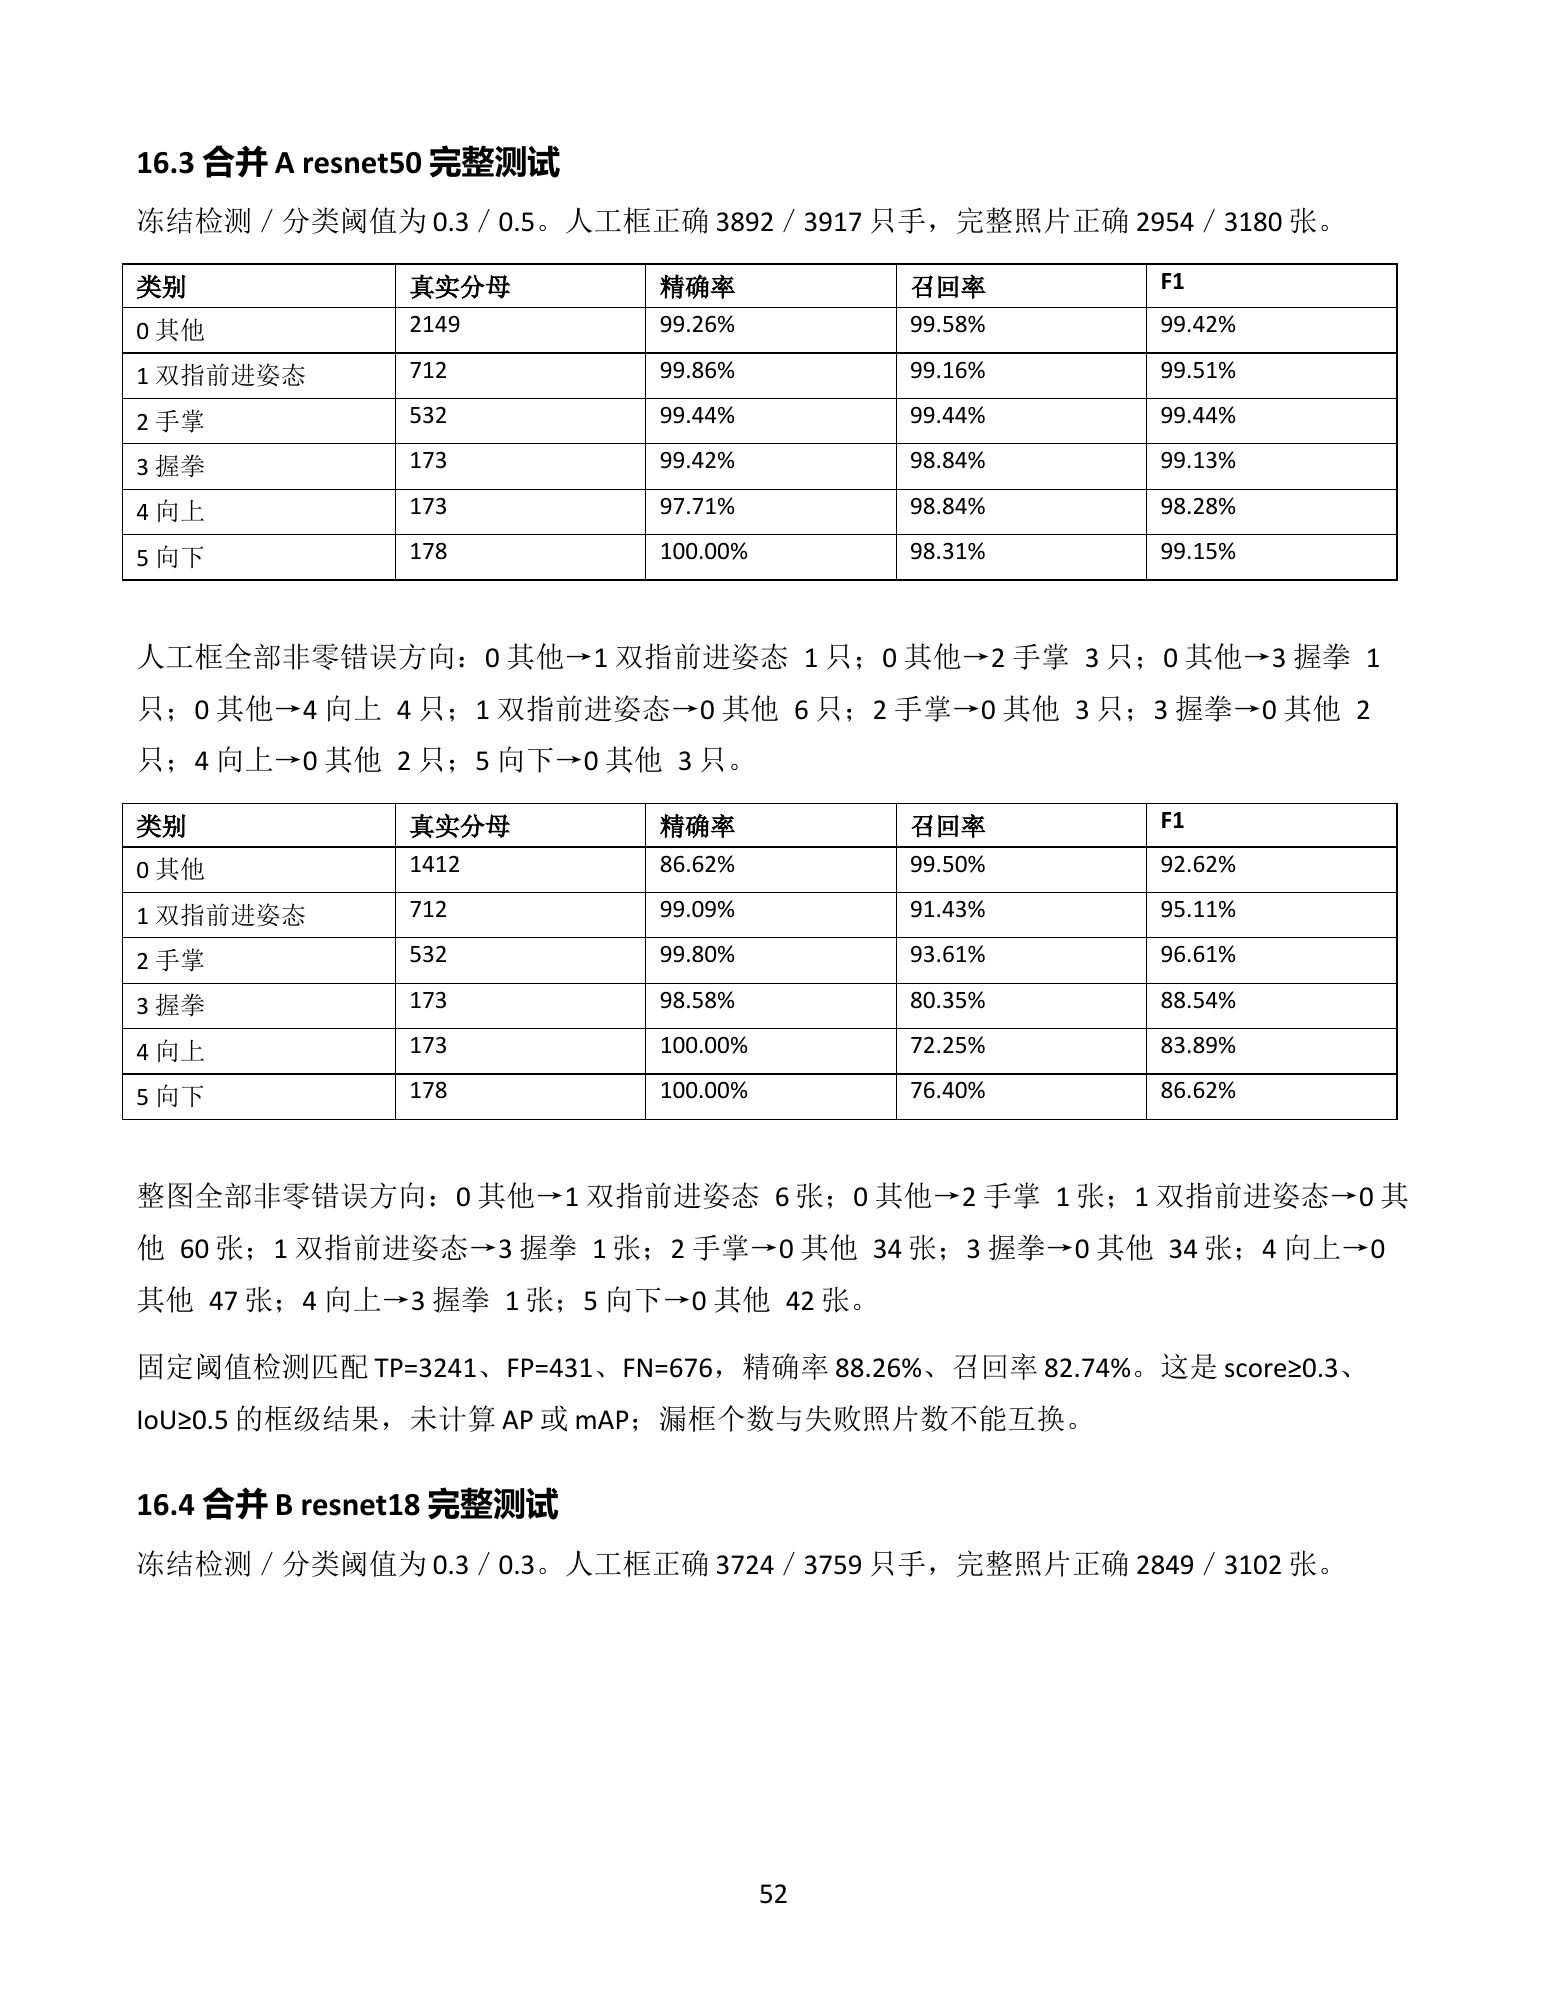 16.3 合并 A resnet50 完整测试
冻结检测／分类阈值为 0.3／0.5。人工框正确 3892／3917 只手，完整照片正确 2954／3180 张。
类别 真实分母 精确率 召回率 F1
0 其他 2149 99.26% 99.58% 99.42%
1 双指前进姿态 712 99.86% 99.16% 99.51%
2 手掌 532 99.44% 99.44% 99.44%
3 握拳 173 99.42% 98.84% 99.13%
4 向上 173 97.71% 98.84% 98.28%
5 向下 178 100.00% 98.31% 99.15%
人工框全部非零错误方向：0 其他→1 双指前进姿态 1 只；0 其他→2 手掌 3 只；0 其他→3 握拳 1
只；0 其他→4 向上 4 只；1 双指前进姿态→0 其他 6 只；2 手掌→0 其他 3 只；3 握拳→0 其他 2
只；4 向上→0 其他 2 只；5 向下→0 其他 3 只。
类别 真实分母 精确率 召回率 F1
0 其他 1412 86.62% 99.50% 92.62%
1 双指前进姿态 712 99.09% 91.43% 95.11%
2 手掌 532 99.80% 93.61% 96.61%
3 握拳 173 98.58% 80.35% 88.54%
4 向上 173 100.00% 72.25% 83.89%
5 向下 178 100.00% 76.40% 86.62%
整图全部非零错误方向：0 其他→1 双指前进姿态 6 张；0 其他→2 手掌 1 张；1 双指前进姿态→0 其
他 60 张；1 双指前进姿态→3 握拳 1 张；2 手掌→0 其他 34 张；3 握拳→0 其他 34 张；4 向上→0
其他 47 张；4 向上→3 握拳 1 张；5 向下→0 其他 42 张。
固定阈值检测匹配 TP=3241、FP=431、FN=676，精确率 88.26%、召回率 82.74%。这是 score≥0.3、
IoU≥0.5 的框级结果，未计算 AP 或 mAP；漏框个数与失败照片数不能互换。
16.4 合并 B resnet18 完整测试
冻结检测／分类阈值为 0.3／0.3。人工框正确 3724／3759 只手，完整照片正确 2849／3102 张。
52